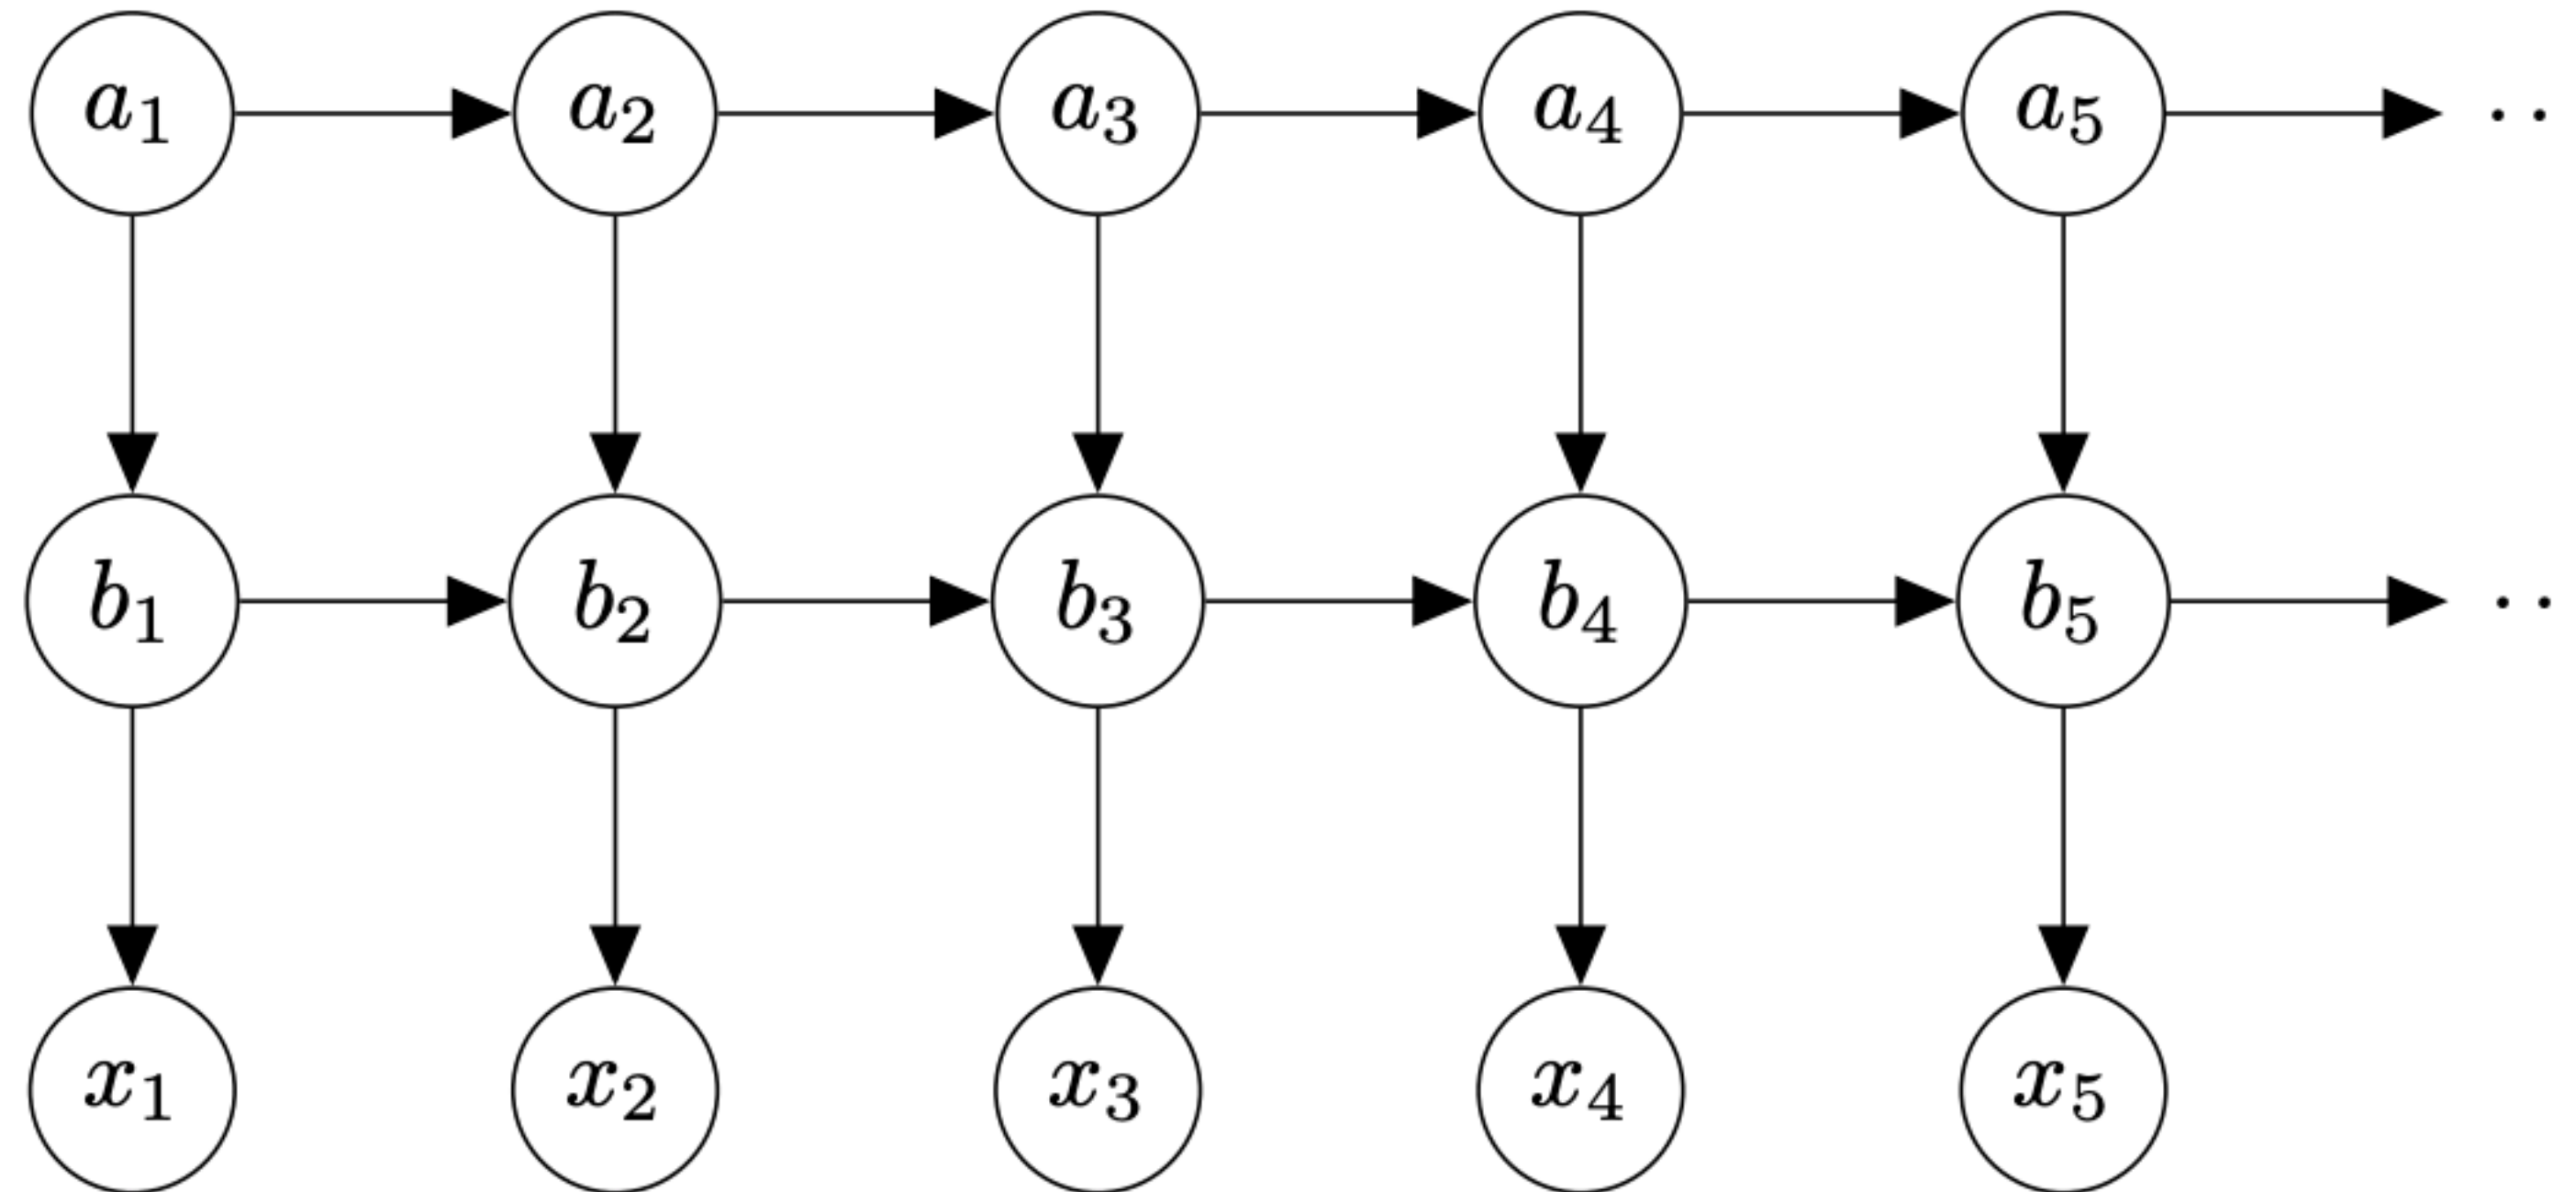 a₁ a₂ a₃ a₄ a₅ ··
b₁ b₂ b₃ b₄ b₅ ··
x₁ x₂ x₃ x₄ x₅